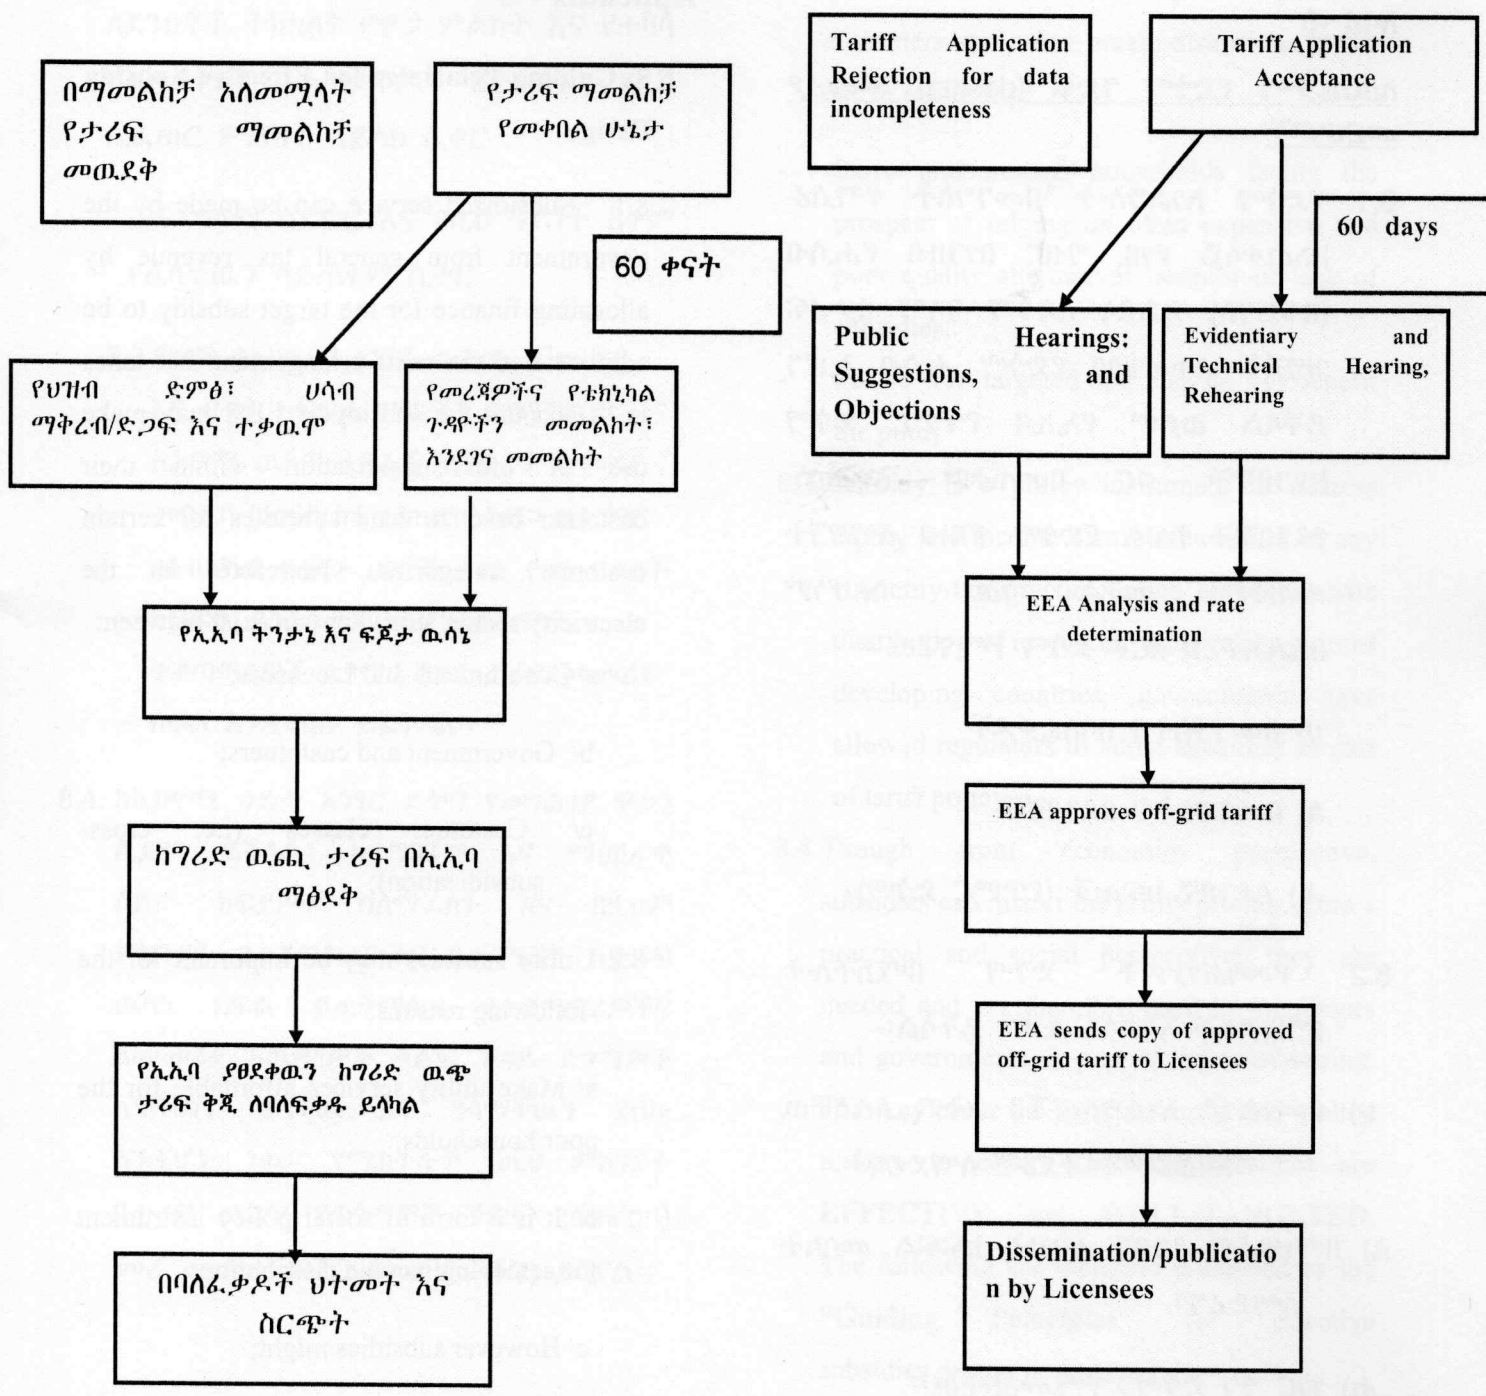 በማመልከቻ አለመሟላት
የታሪፍ ማመልከቻ
መዉደቅ
የታሪፍ ማመልከቻ
የመቀበል ሁኔታ
60 ቀናት
የህዝብ ድምፅ፣ ሀሳብ
ማቅረብ/ድጋፍ እና ተቃዉሞ
የመረጃዎችና የቴክኒካል
ጉዳዮችን መመልከት፣
እንደገና መመልከት
የኢኢባ ትንታኔ እና ፍጆታ ዉሳኔ
ከግሪድ ዉጪ ታሪፍ በኢኢባ
ማፅደቅ
የኢኢባ ያፀደቀዉን ከግሪድ ዉጭ
ታሪፍ ቅጂ ለባለፍቃዱ ይላካል
በባለፈቃዶች ህትመት እና
ስርጭት
Tariff Application
Rejection for data
incompleteness
Tariff Application
Acceptance
60 days
Public Hearings:
Suggestions, and
Objections
Evidentiary and
Technical Hearing,
Rehearing
EEA Analysis and rate
determination
EEA approves off-grid tariff
EEA sends copy of approved
off-grid tariff to Licensees
Dissemination/publicatio
n by Licensees